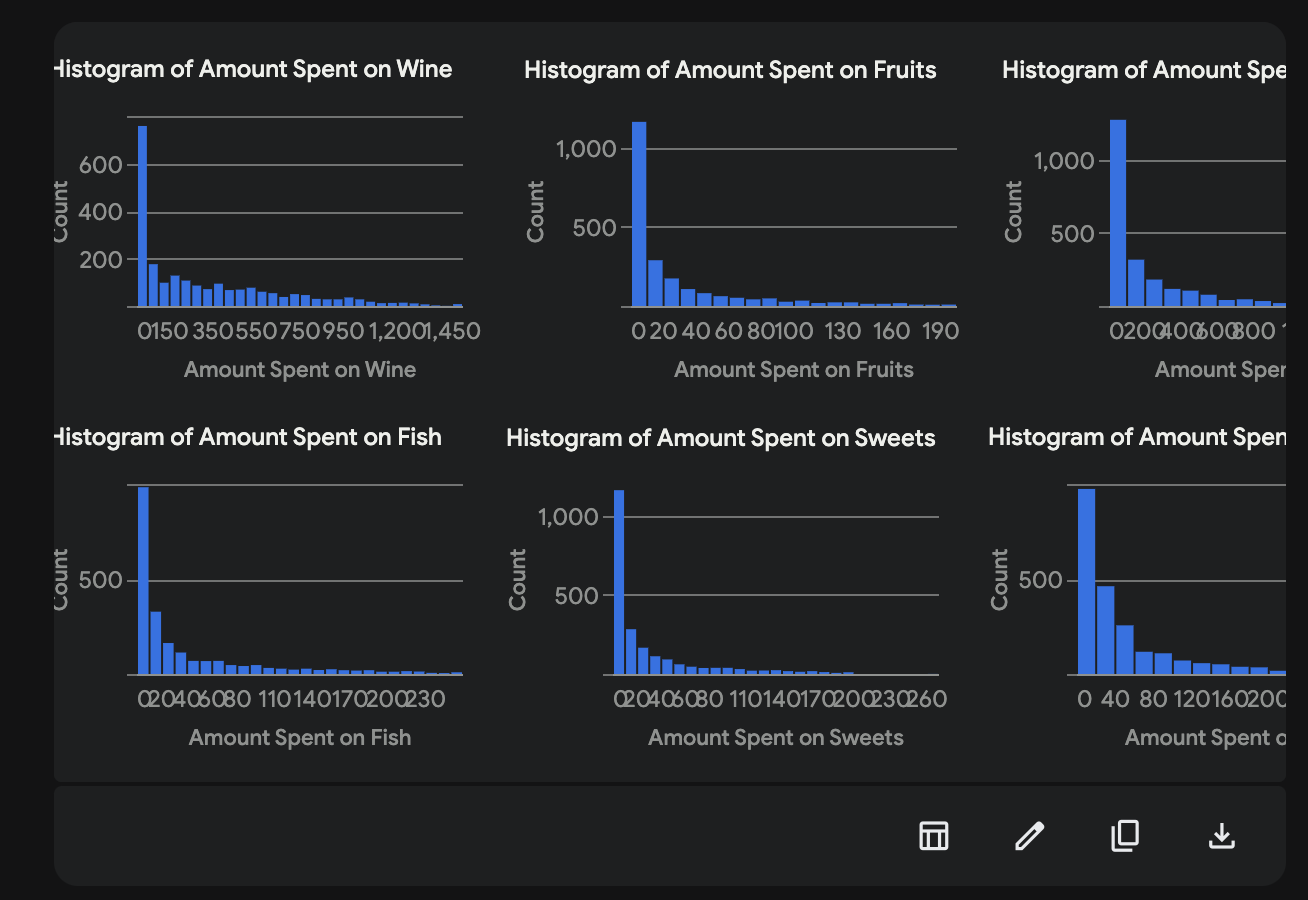 Histogram of Amount Spent on Wine
600
400
200
Count
0 150 350 550 750 950 1,200 1,450
Amount Spent on Wine
Histogram of Amount Spent on Fruits
1,000
500
Count
0 20 40 60 80 100 130 160 190
Amount Spent on Fruits
Histogram of Amount Spe
1,000
500
Count
0 200 400 600 800 1
Amount Spen
Histogram of Amount Spent on Fish
500
Count
0 20 40 60 80 110 140 170 200 230
Amount Spent on Fish
Histogram of Amount Spent on Sweets
1,000
500
Count
0 20 40 60 80 110 140 170 200 230 260
Amount Spent on Sweets
Histogram of Amount Spen
500
Count
0 40 80 120 160 200
Amount Spent o